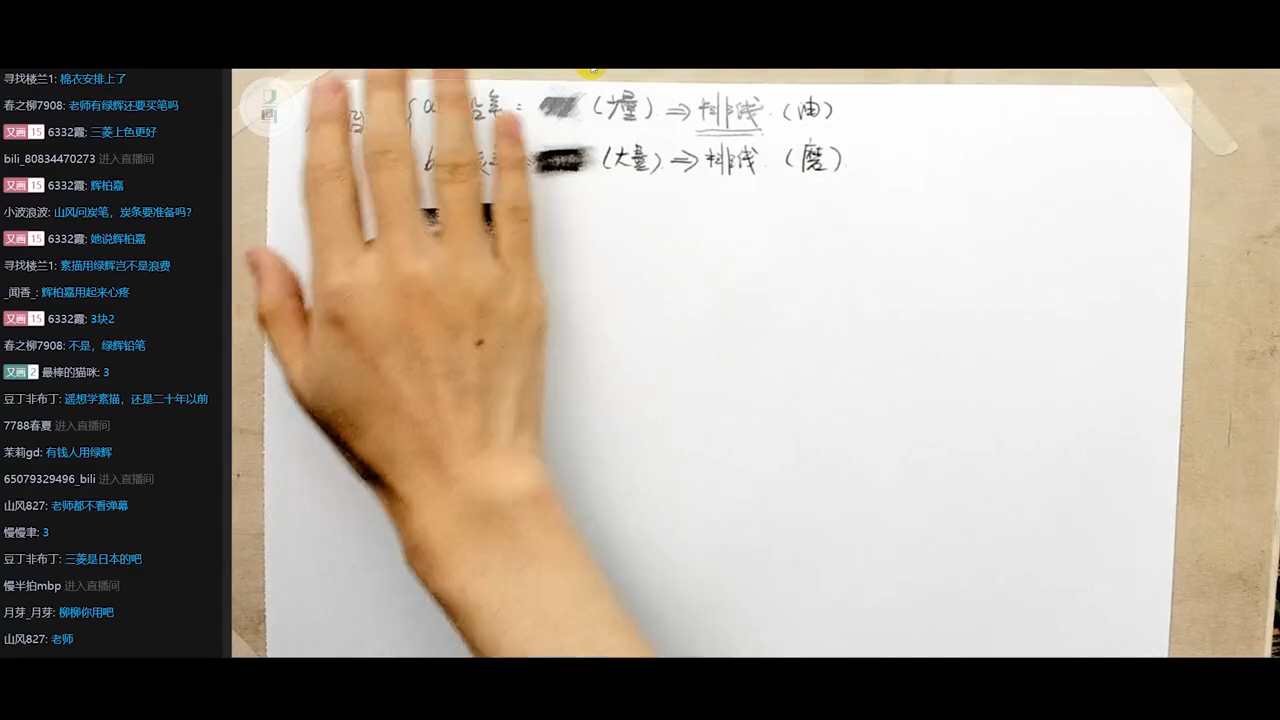 寻找楼兰1: 棉衣安排上了
春之柳7908: 老师有绿辉还要买笔吗
又画 15 6332霞: 三菱上色更好
bili_80834470273 进入直播间
又画 15 6332霞: 辉柏嘉
小波浪波: 山风问炭笔，炭条要准备吗?
又画 15 6332霞: 她说辉柏嘉
寻找楼兰1: 素描用绿辉岂不是浪费
_闻香_: 辉柏嘉用起来心疼
又画 15 6332霞: 3块2
春之柳7908: 不是，绿辉铅笔
又画 2 最棒的猫咪: 3
豆丁非布丁: 遥想学素描，还是二十年以前
7788春夏 进入直播间
茉莉gd: 有钱人用绿辉
65079329496_bili 进入直播间
山风827: 老师都不看弹幕
慢慢聿: 3
豆丁非布丁: 三菱是日本的吧
慢半拍mbp 进入直播间
月芽_月芽: 柳柳你用吧
山风827: 老师
又画
a 铅笔: (少量) ⇒ 排线. (油)
b (大量). ⇒ 排线. (磨).